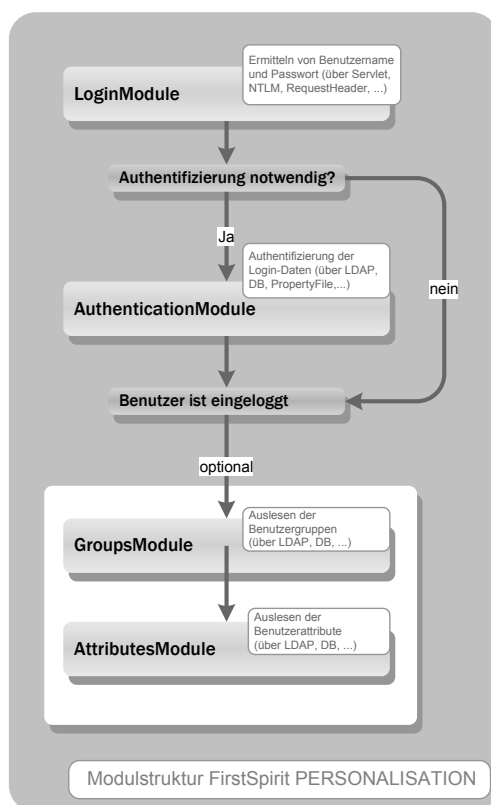 Ermitteln von Benutzername
und Passwort (über Servlet,
NTLM, RequestHeader, ...)
LoginModule
Authentifizierung notwendig?
Ja
nein
Authentifizierung der
Login-Daten (über LDAP,
DB, PropertyFile,...)
AuthenticationModule
Benutzer ist eingeloggt
optional
Auslesen der
Benutzergruppen
(über LDAP, DB, ...)
GroupsModule
Auslesen der
Benutzerattribute
(über LDAP, DB, ...)
AttributesModule
Modulstruktur FirstSpirit PERSONALISATION